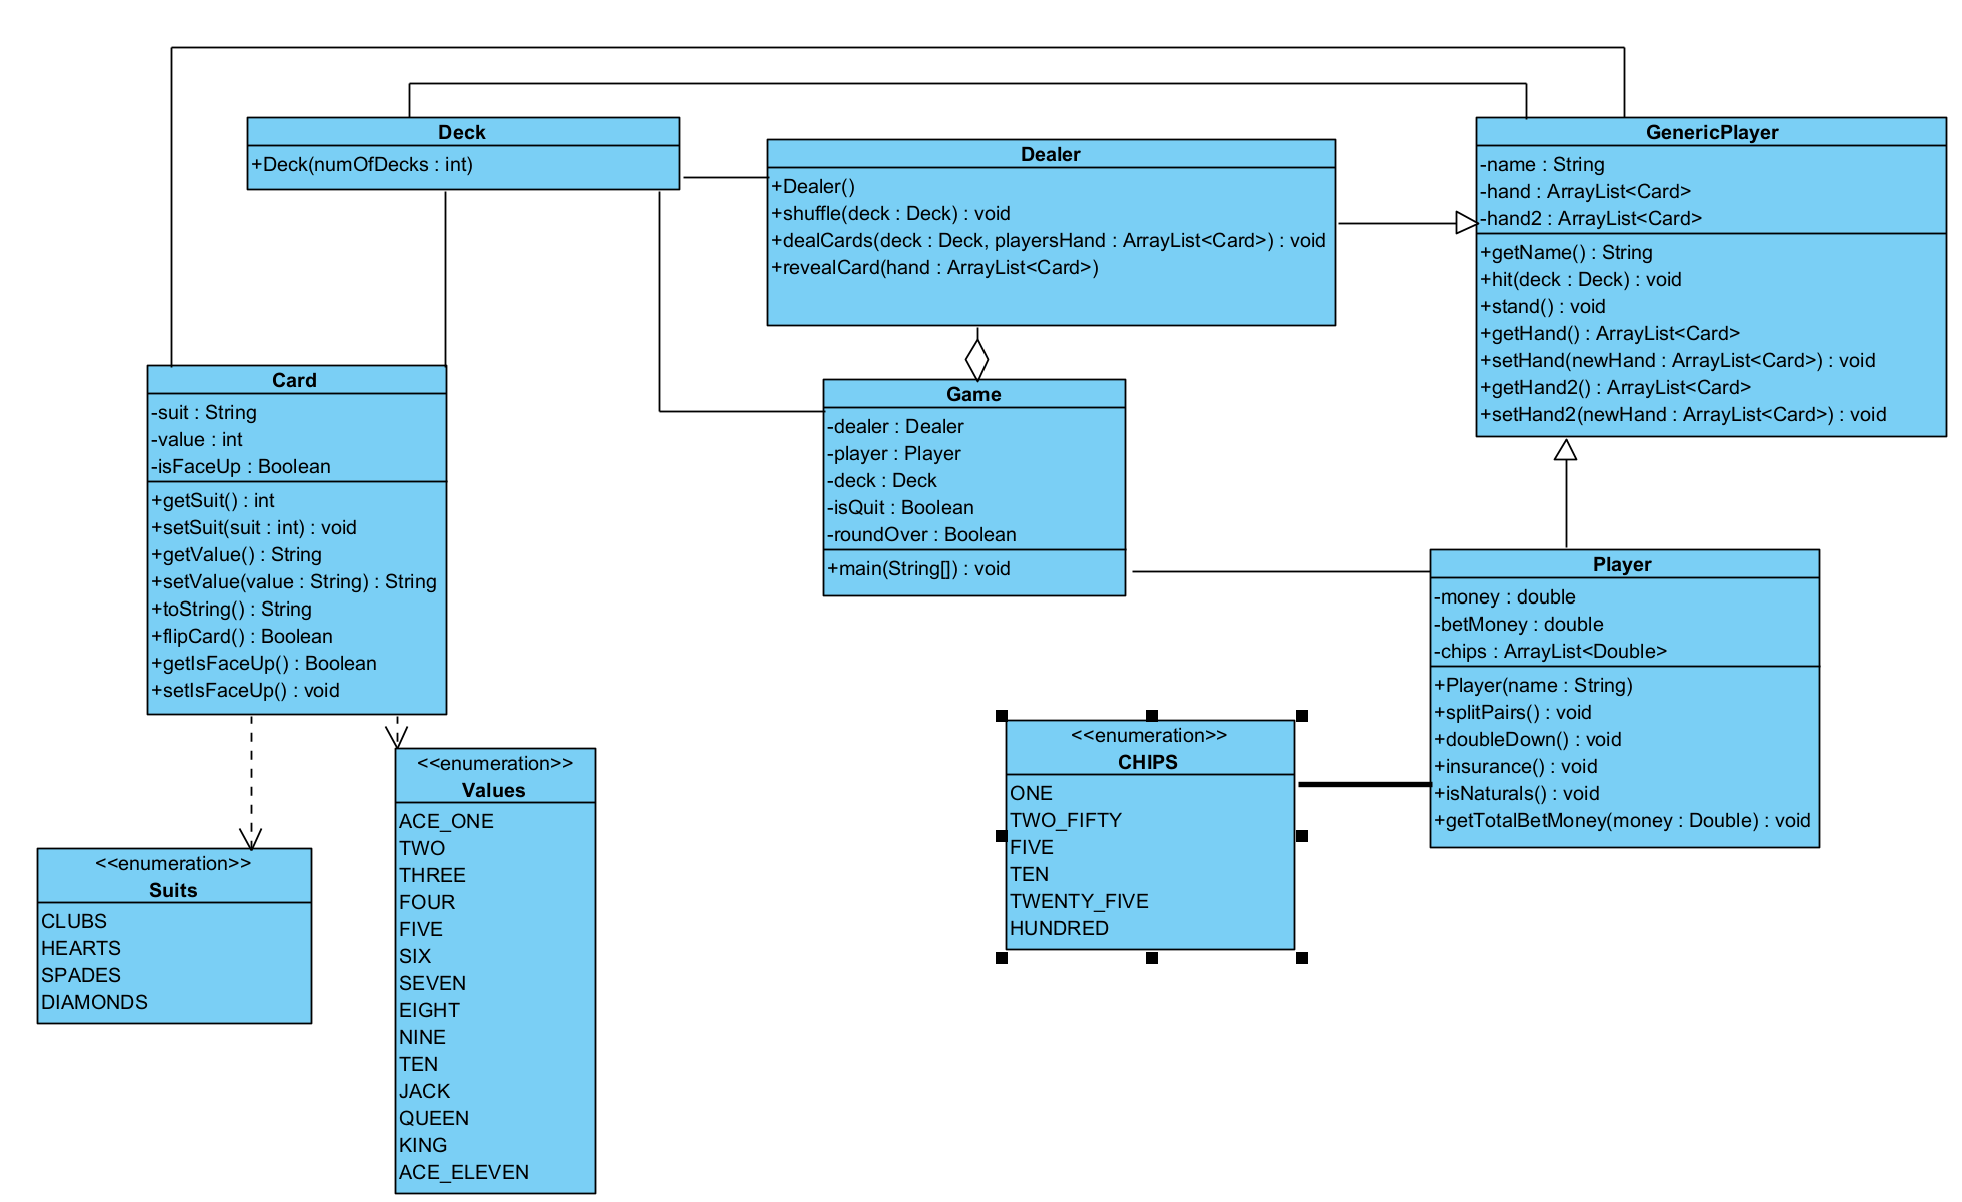 Deck
+Deck(numOfDecks : int)
Dealer
+Dealer()
+shuffle(deck : Deck) : void
+dealCards(deck : Deck, playersHand : ArrayList<Card>) : void
+revealCard(hand : ArrayList<Card>)
GenericPlayer
-name : String
-hand : ArrayList<Card>
-hand2 : ArrayList<Card>
+getName() : String
+hit(deck : Deck) : void
+stand() : void
+getHand() : ArrayList<Card>
+setHand(newHand : ArrayList<Card>) : void
+getHand2() : ArrayList<Card>
+setHand2(newHand : ArrayList<Card>) : void
Card
-suit : String
-value : int
-isFaceUp : Boolean
+getSuit() : int
+setSuit(suit : int) : void
+getValue() : String
+setValue(value : String) : String
+toString() : String
+flipCard() : Boolean
+getIsFaceUp() : Boolean
+setIsFaceUp() : void
Game
-dealer : Dealer
-player : Player
-deck : Deck
-isQuit : Boolean
-roundOver : Boolean
+main(String[]) : void
Player
-money : double
-betMoney : double
-chips : ArrayList<Double>
+Player(name : String)
+splitPairs() : void
+doubleDown() : void
+insurance() : void
+isNaturals() : void
+getTotalBetMoney(money : Double) : void
<<enumeration>>
CHIPS
ONE
TWO_FIFTY
FIVE
TEN
TWENTY_FIVE
HUNDRED
<<enumeration>>
Values
ACE_ONE
TWO
THREE
FOUR
FIVE
SIX
SEVEN
EIGHT
NINE
TEN
JACK
QUEEN
KING
ACE_ELEVEN
<<enumeration>>
Suits
CLUBS
HEARTS
SPADES
DIAMONDS